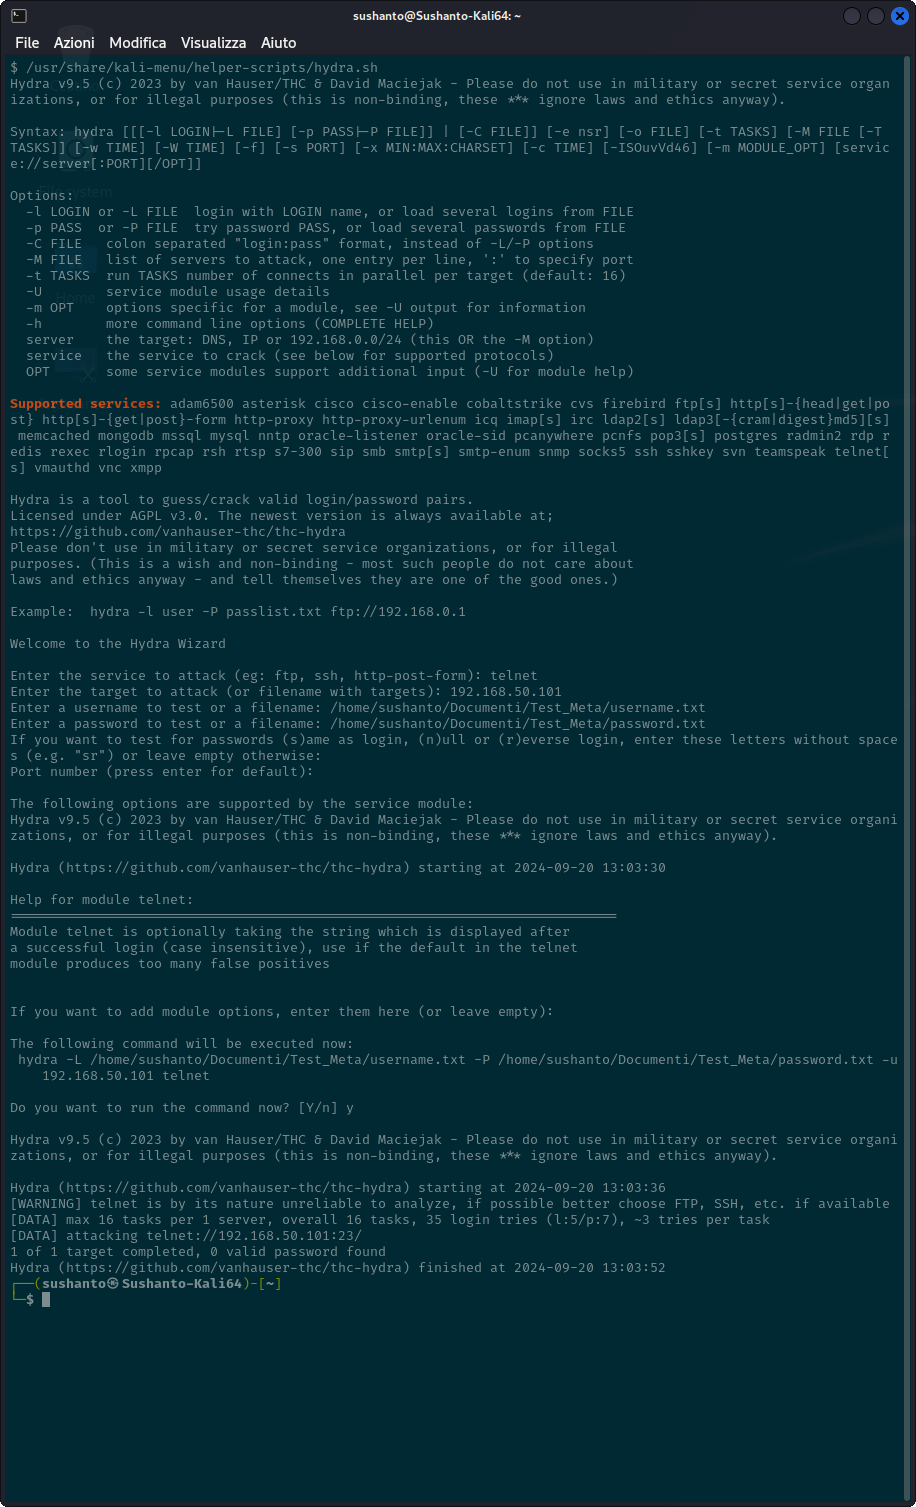 sushanto@Sushanto-Kali64: ~
File Azioni Modifica Visualizza Aiuto
$ /usr/share/kali-menu/helper-scripts/hydra.sh
Hydra v9.5 (c) 2023 by van Hauser/THC & David Maciejak - Please do not use in military or secret service organ
izations, or for illegal purposes (this is non-binding, these *** ignore laws and ethics anyway).
Syntax: hydra [[[-l LOGIN|-L FILE] [-p PASS|-P FILE]] | [-C FILE]] [-e nsr] [-o FILE] [-t TASKS] [-M FILE [-T
TASKS]] [-w TIME] [-W TIME] [-f] [-s PORT] [-x MIN:MAX:CHARSET] [-c TIME] [-ISOuvVd46] [-m MODULE_OPT] [servic
e://server[:PORT][/OPT]]
Options:
-l LOGIN or -L FILE  login with LOGIN name, or load several logins from FILE
-p PASS  or -P FILE  try password PASS, or load several passwords from FILE
-C FILE   colon separated "login:pass" format, instead of -L/-P options
-M FILE   list of servers to attack, one entry per line, ':' to specify port
-t TASKS  run TASKS number of connects in parallel per target (default: 16)
-U        service module usage details
-m OPT    options specific for a module, see -U output for information
-h        more command line options (COMPLETE HELP)
server    the target: DNS, IP or 192.168.0.0/24 (this OR the -M option)
service   the service to crack (see below for supported protocols)
OPT       some service modules support additional input (-U for module help)
Supported services: adam6500 asterisk cisco cisco-enable cobaltstrike cvs firebird ftp[s] http[s]-{head|get|po
st} http[s]-{get|post}-form http-proxy http-proxy-urlenum icq imap[s] irc ldap2[s] ldap3[-{cram|digest}md5][s]
memcached mongodb mssql mysql nntp oracle-listener oracle-sid pcanywhere pcnfs pop3[s] postgres radmin2 rdp r
edis rexec rlogin rpcap rsh rtsp s7-300 sip smb smtp[s] smtp-enum snmp socks5 ssh sshkey svn teamspeak telnet[
s] vmauthd vnc xmpp
Hydra is a tool to guess/crack valid login/password pairs.
Licensed under AGPL v3.0. The newest version is always available at;
https://github.com/vanhauser-thc/thc-hydra
Please don't use in military or secret service organizations, or for illegal
purposes. (This is a wish and non-binding - most such people do not care about
laws and ethics anyway - and tell themselves they are one of the good ones.)
Example:  hydra -l user -P passlist.txt ftp://192.168.0.1
Welcome to the Hydra Wizard
Enter the service to attack (eg: ftp, ssh, http-post-form): telnet
Enter the target to attack (or filename with targets): 192.168.50.101
Enter a username to test or a filename: /home/sushanto/Documenti/Test_Meta/username.txt
Enter a password to test or a filename: /home/sushanto/Documenti/Test_Meta/password.txt
If you want to test for passwords (s)ame as login, (n)ull or (r)everse login, enter these letters without space
s (e.g. "sr") or leave empty otherwise:
Port number (press enter for default):
The following options are supported by the service module:
Hydra v9.5 (c) 2023 by van Hauser/THC & David Maciejak - Please do not use in military or secret service organi
zations, or for illegal purposes (this is non-binding, these *** ignore laws and ethics anyway).
Hydra (https://github.com/vanhauser-thc/thc-hydra) starting at 2024-09-20 13:03:30
Help for module telnet:
============================================================================
Module telnet is optionally taking the string which is displayed after
a successful login (case insensitive), use if the default in the telnet
module produces too many false positives
If you want to add module options, enter them here (or leave empty):
The following command will be executed now:
hydra -L /home/sushanto/Documenti/Test_Meta/username.txt -P /home/sushanto/Documenti/Test_Meta/password.txt -u
192.168.50.101 telnet
Do you want to run the command now? [Y/n] y
Hydra v9.5 (c) 2023 by van Hauser/THC & David Maciejak - Please do not use in military or secret service organi
zations, or for illegal purposes (this is non-binding, these *** ignore laws and ethics anyway).
Hydra (https://github.com/vanhauser-thc/thc-hydra) starting at 2024-09-20 13:03:36
[WARNING] telnet is by its nature unreliable to analyze, if possible better choose FTP, SSH, etc. if available
[DATA] max 16 tasks per 1 server, overall 16 tasks, 35 login tries (l:5/p:7), ~3 tries per task
[DATA] attacking telnet://192.168.50.101:23/
1 of 1 target completed, 0 valid password found
Hydra (https://github.com/vanhauser-thc/thc-hydra) finished at 2024-09-20 13:03:52
┌──(sushanto㉿Sushanto-Kali64)-[~]
└─$